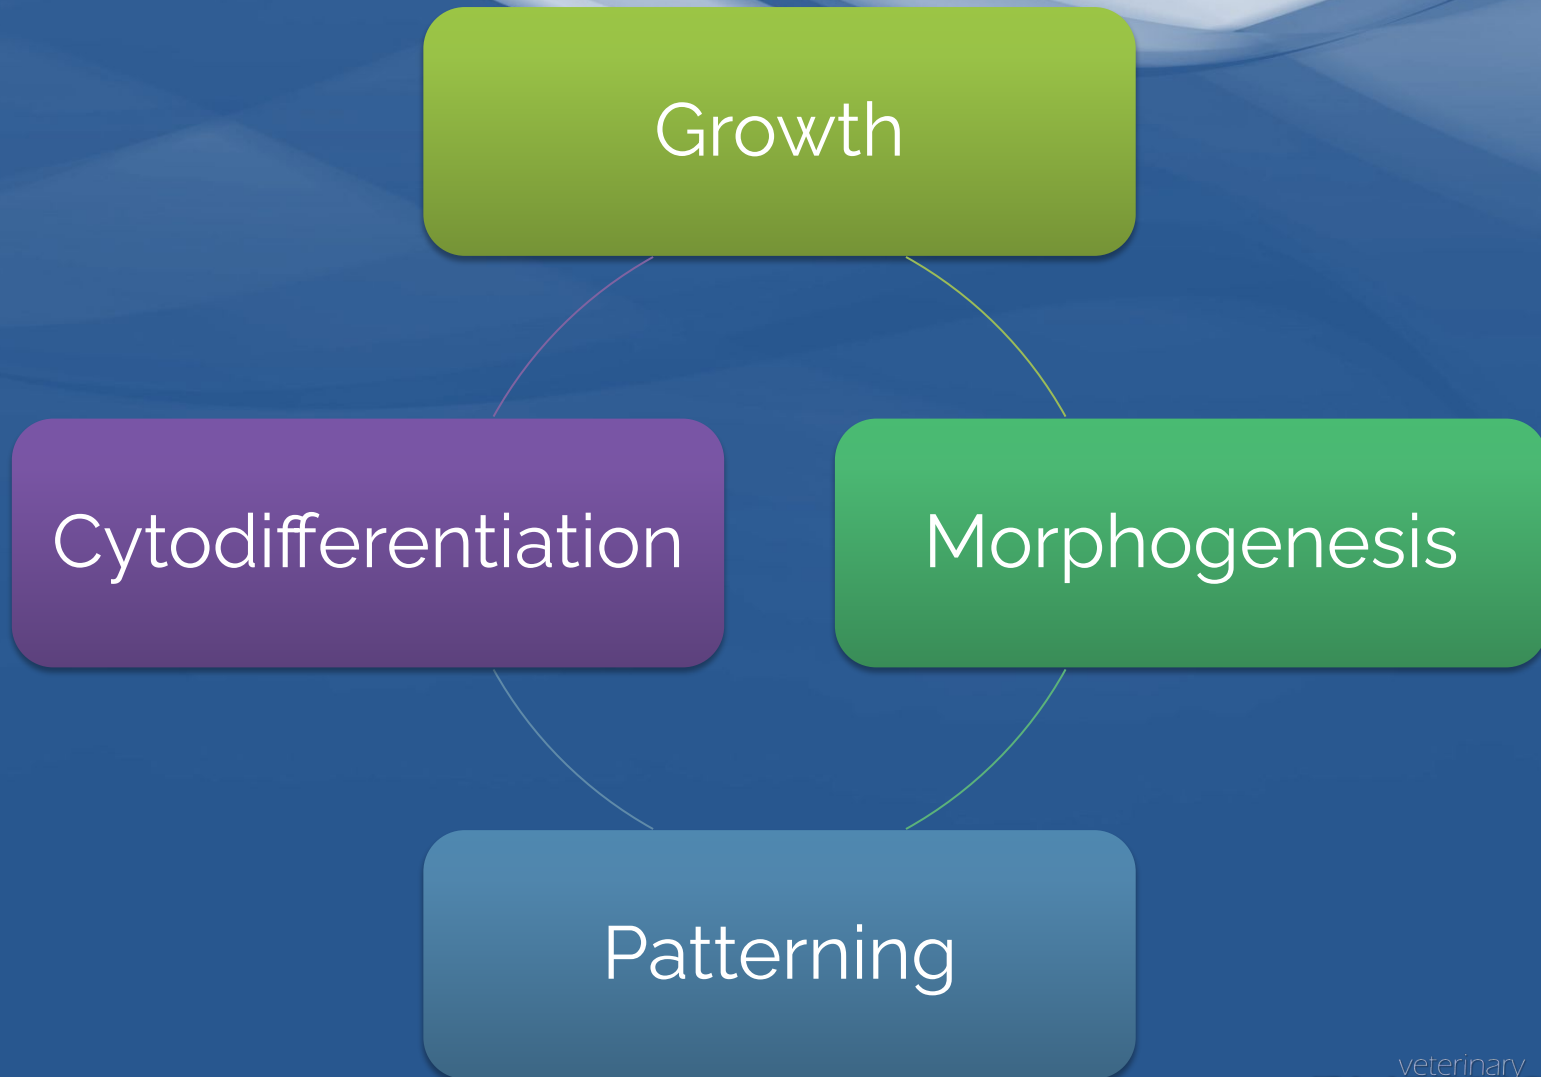 Growth
Cytodifferentiation
Morphogenesis
Patterning
veterinary